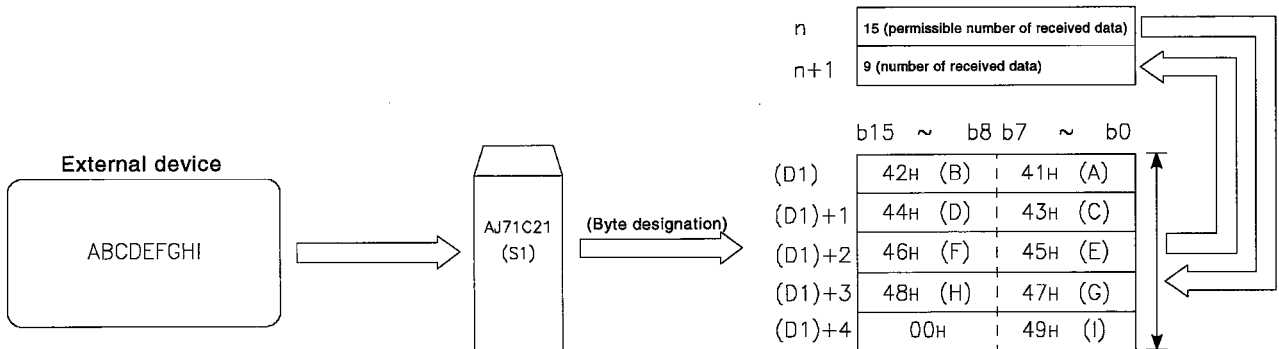 n 15 (permissible number of received data)
n+1 9 (number of received data)
b15 ~ b8 b7 ~ b0
External device
ABCDEFGHI
AJ71C21
(S1)
(Byte designation)
(D1) 42H (B) 41H (A)
(D1)+1 44H (D) 43H (C)
(D1)+2 46H (F) 45H (E)
(D1)+3 48H (H) 47H (G)
(D1)+4 00H 49H (I)